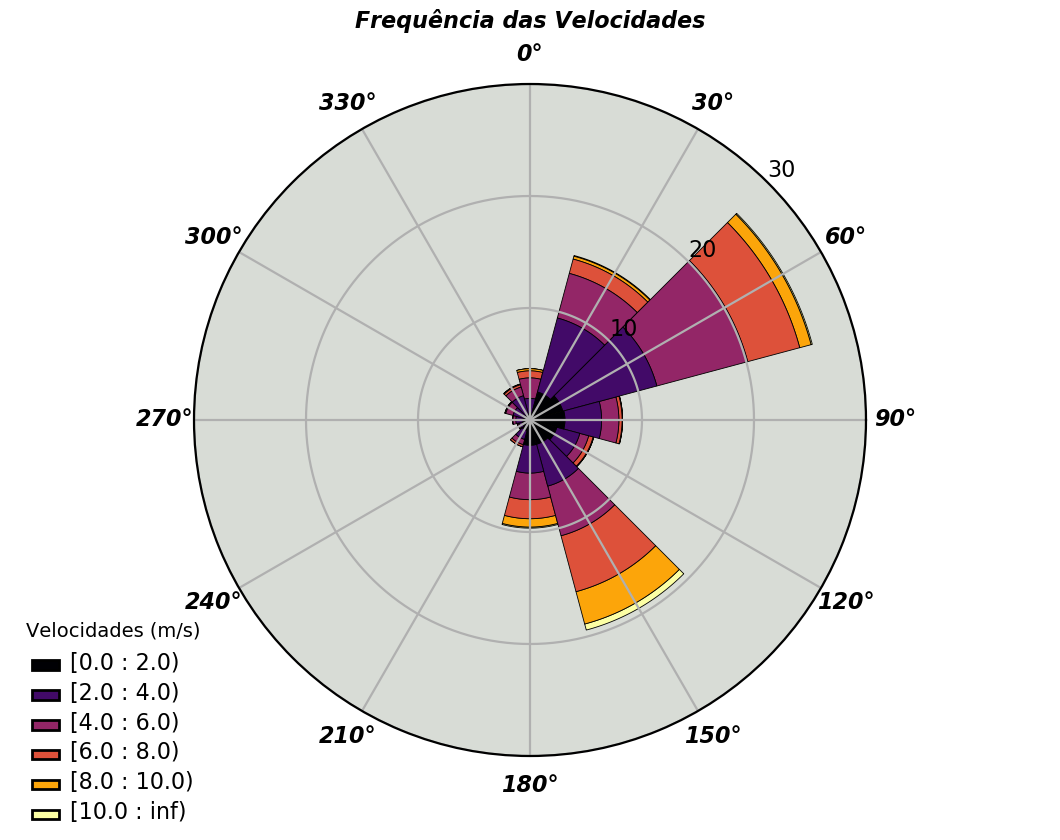 Frequência das Velocidades
0°
330°
30°
30
300°
60°
20
10
270°
90°
240°
120°
210°
150°
180°
Velocidades (m/s)
[0.0 : 2.0)
[2.0 : 4.0)
[4.0 : 6.0)
[6.0 : 8.0)
[8.0 : 10.0)
[10.0 : inf)